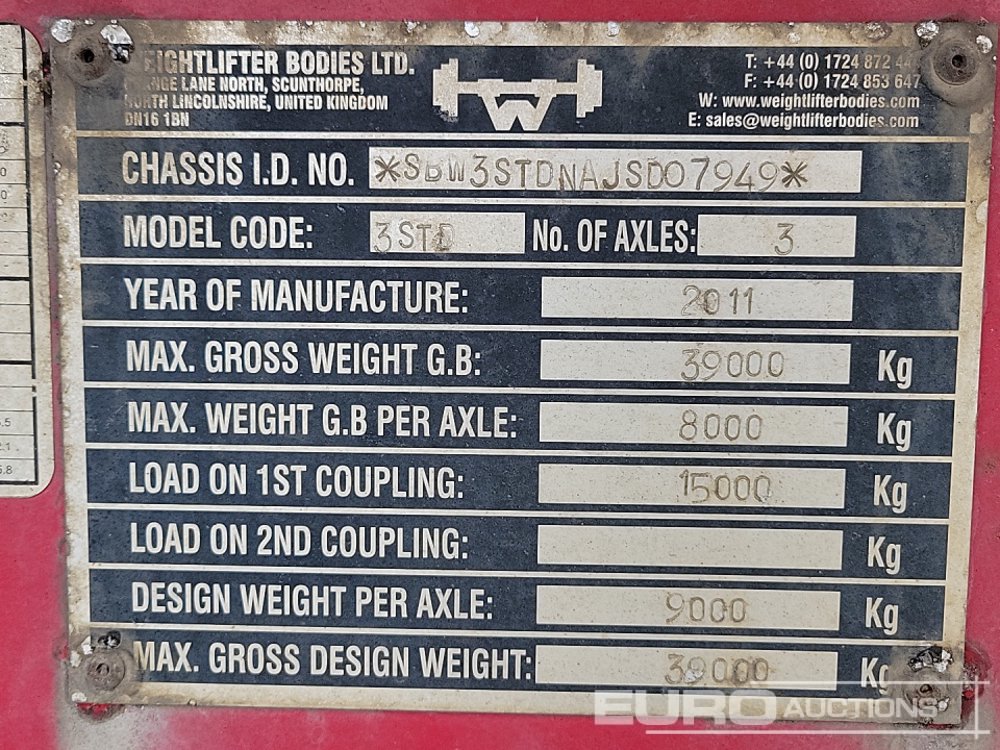 WEIGHTLIFTER BODIES LTD.
LANE NORTH, SCUNTHORPE,
NORTH LINCOLNSHIRE, UNITED KINGDOM
DN16 1BN
W
T: +44 (0) 1724 872 44
F: +44 (0) 1724 853 647
W: www.weightlifterbodies.com
E: sales@weightlifterbodies.com
CHASSIS I.D. NO. *SBW3STDNAJSD07949*
MODEL CODE: 3STD No. OF AXLES: 3
YEAR OF MANUFACTURE: 2011
MAX. GROSS WEIGHT G.B: 39000 Kg
MAX. WEIGHT G.B PER AXLE: 8000 Kg
LOAD ON 1ST COUPLING: 15000 Kg
LOAD ON 2ND COUPLING: Kg
DESIGN WEIGHT PER AXLE: 9000 Kg
MAX. GROSS DESIGN WEIGHT: 39000 Kg
EURO AUCTIONS